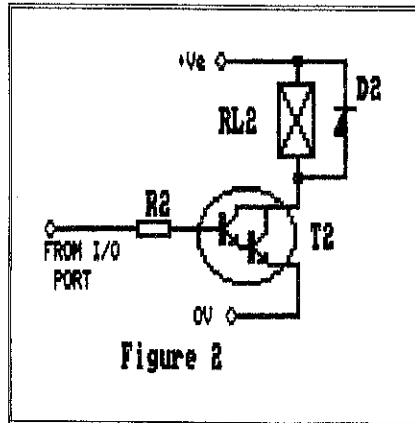 +Ve
D2
RL2
R2
FROM I/O
PORT
T2
0V
Figure 2